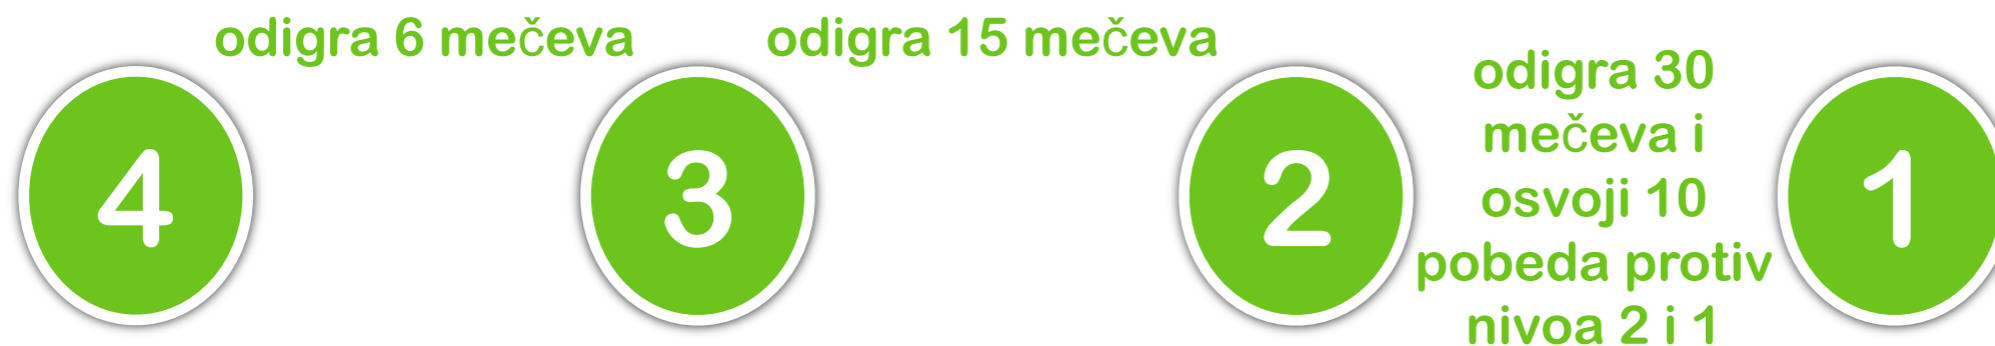 odigra 6 mečeva
odigra 15 mečeva
4
3
2
odigra 30
mečeva i
osvoji 10
pobeda protiv
nivoa 2 i 1
1